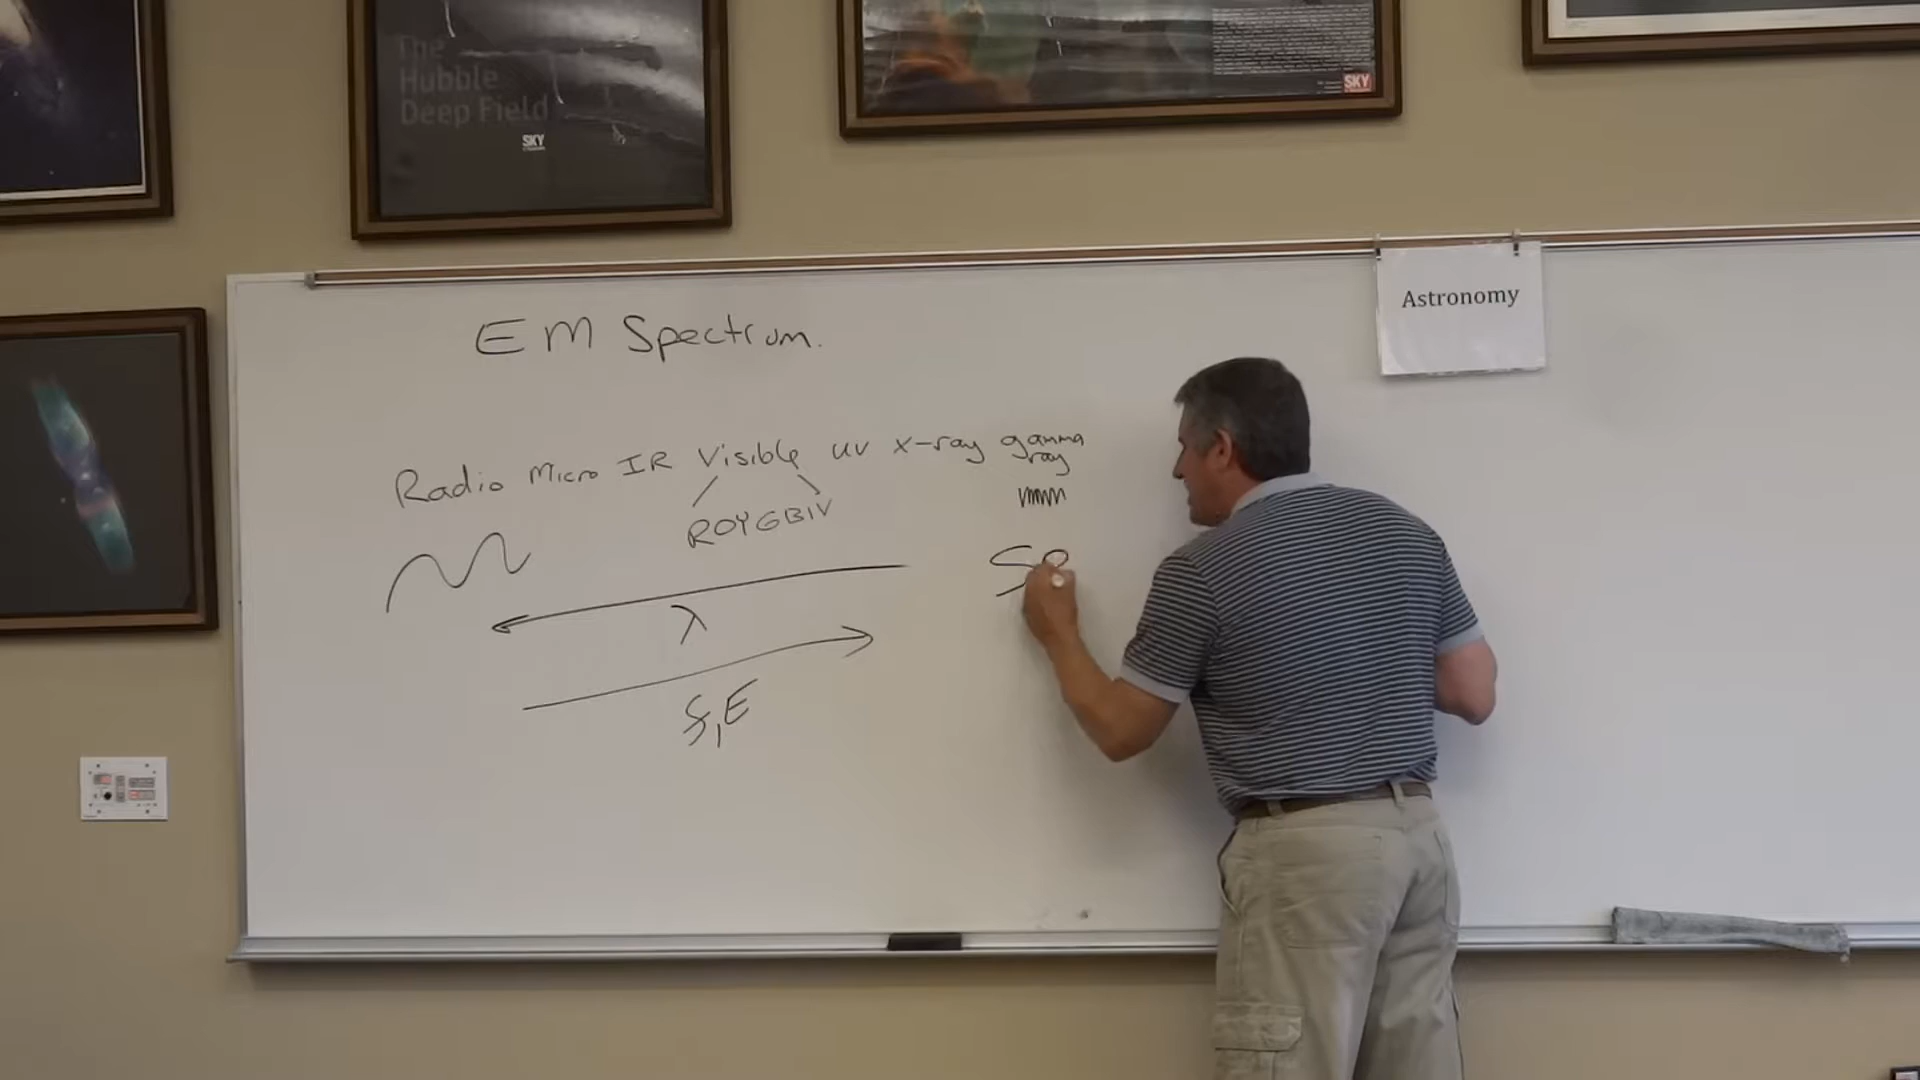 The
Hubble
Deep Field
SKY
SKY
Astronomy
EM Spectrum.
Radio Micro IR Visible UV x-ray gamma
ray
ROYGBIV
λ
f, E